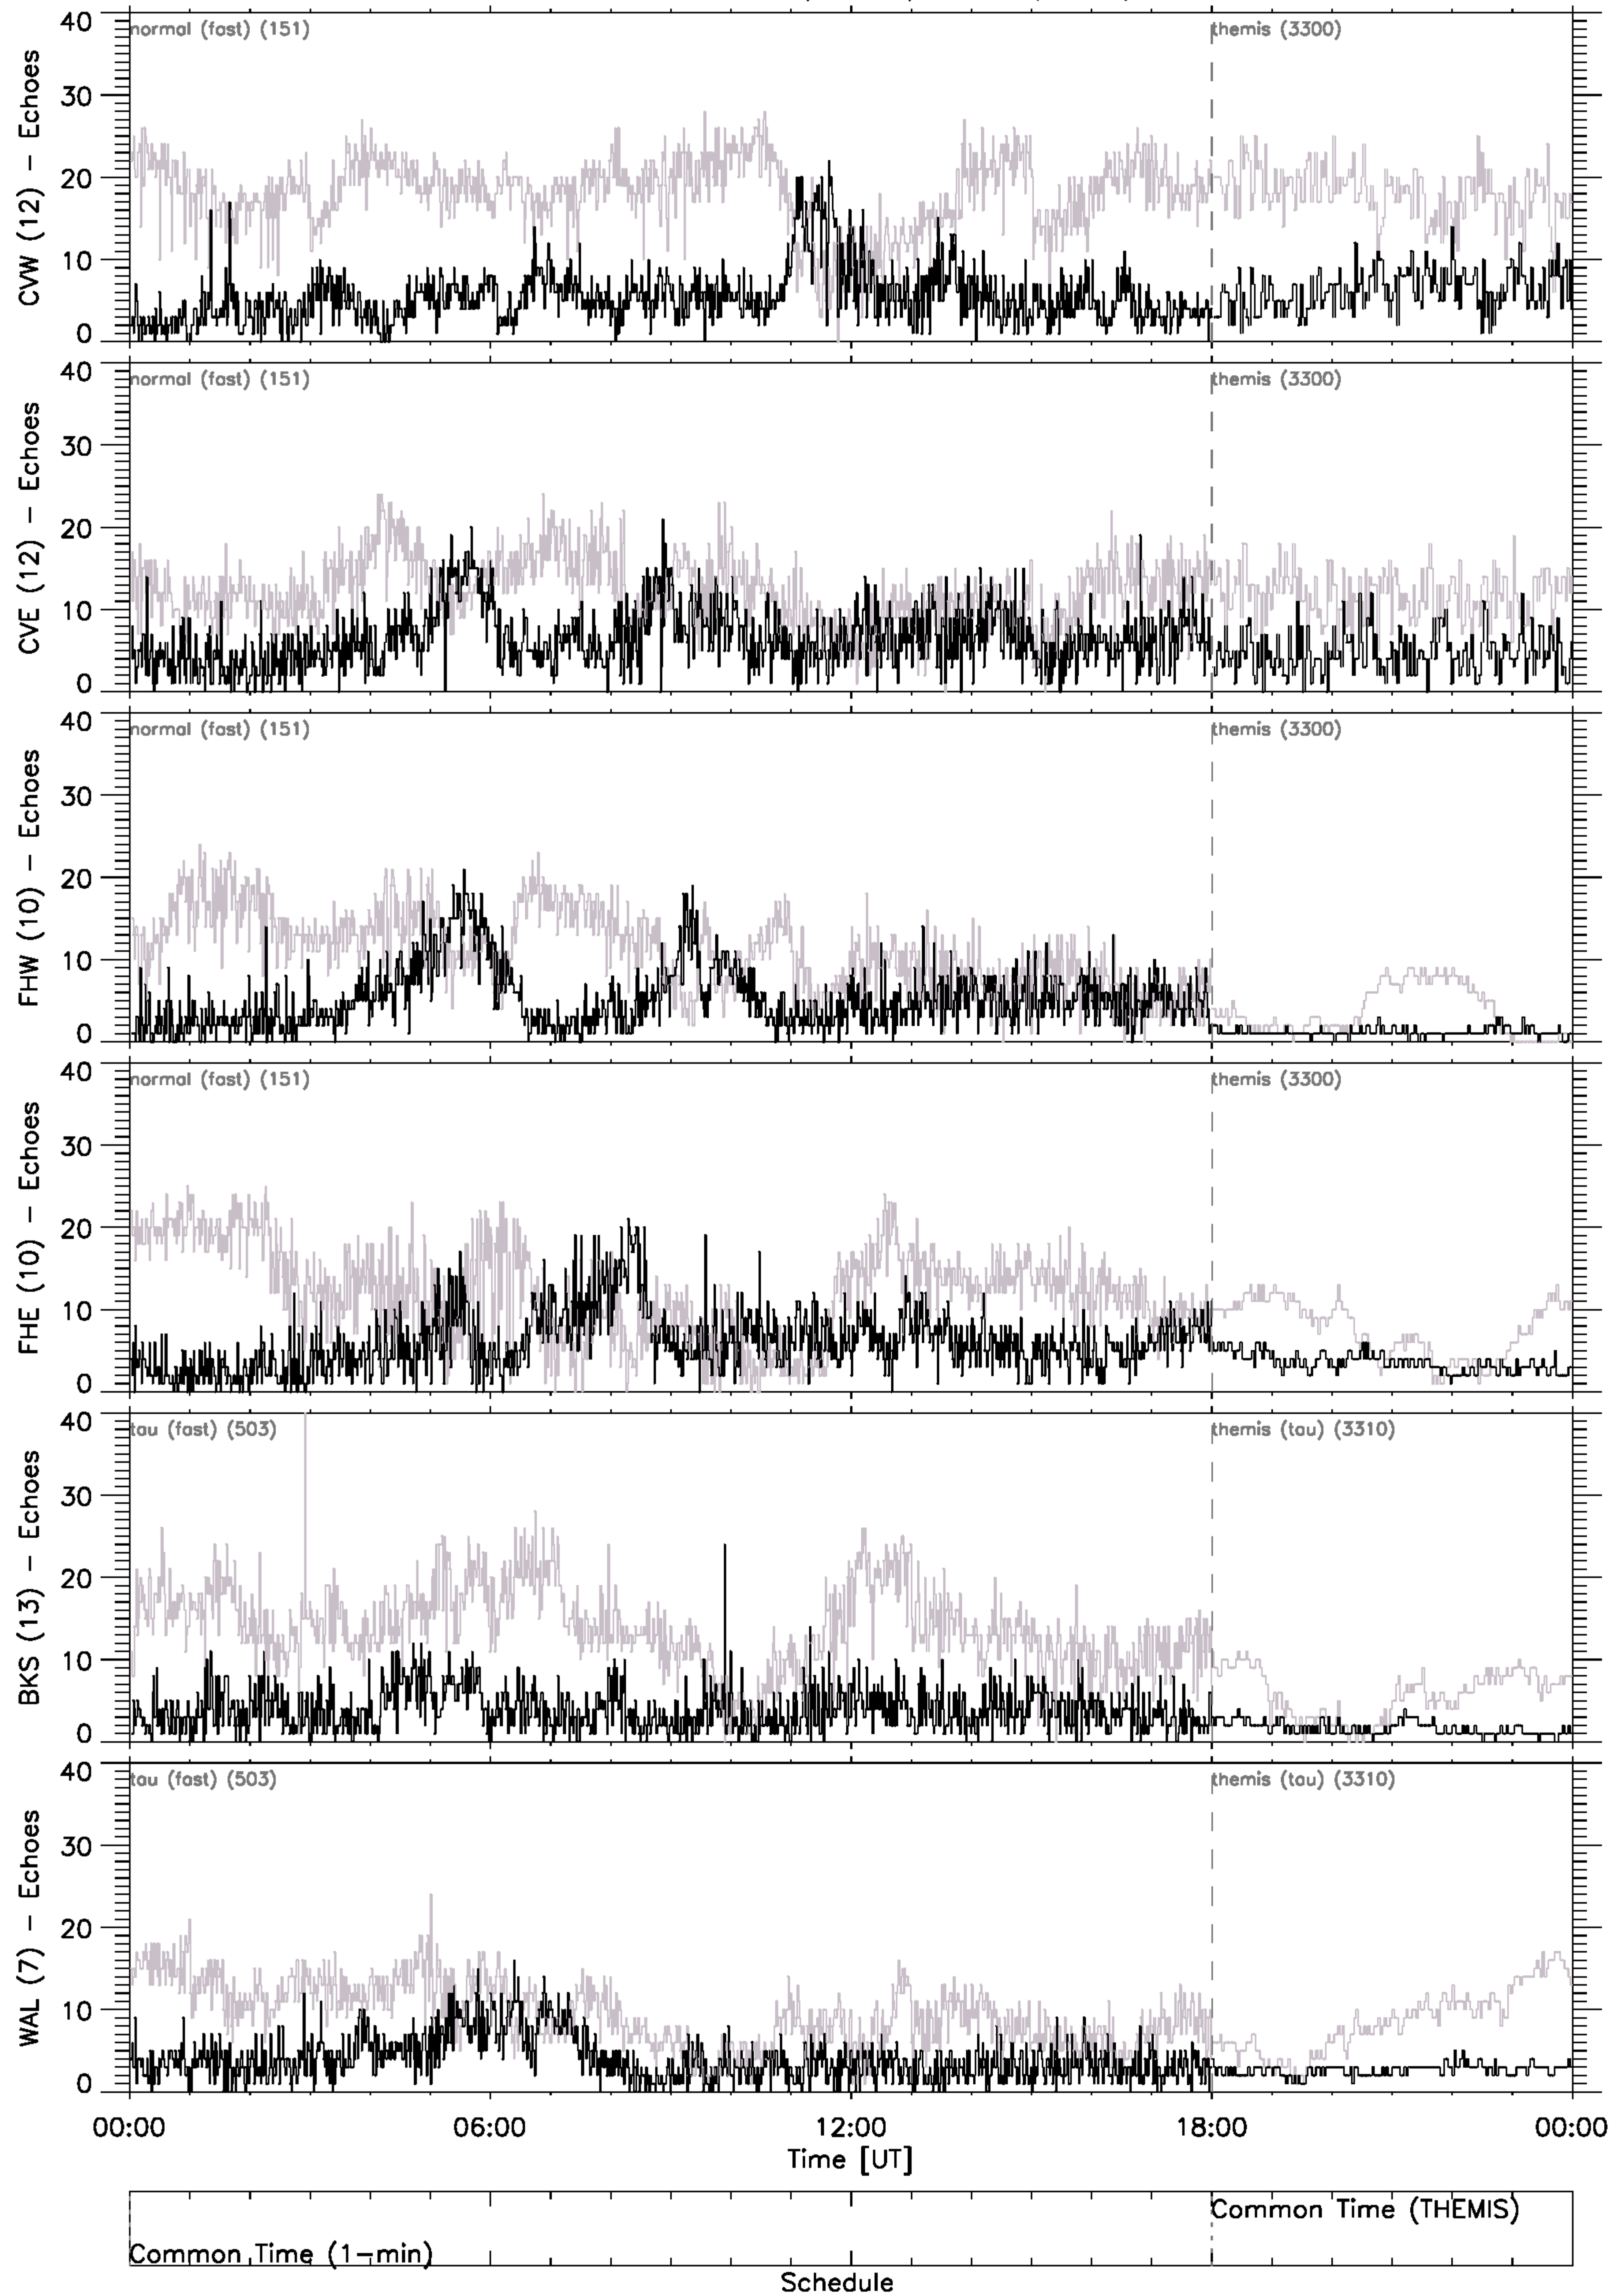 40
30
20
10
0
CVW (12) – Echoes
normal (fast) (151)
themis (3300)
40
30
20
10
0
CVE (12) – Echoes
normal (fast) (151)
themis (3300)
40
30
20
10
0
FHW (10) – Echoes
normal (fast) (151)
themis (3300)
40
30
20
10
0
FHE (10) – Echoes
normal (fast) (151)
themis (3300)
40
30
20
10
0
BKS (13) – Echoes
tau (fast) (503)
themis (tau) (3310)
40
30
20
10
0
WAL (7) – Echoes
tau (fast) (503)
themis (tau) (3310)
00:00 06:00 12:00 18:00 00:00
Time [UT]
Common Time (THEMIS)
Common Time (1–min)
Schedule